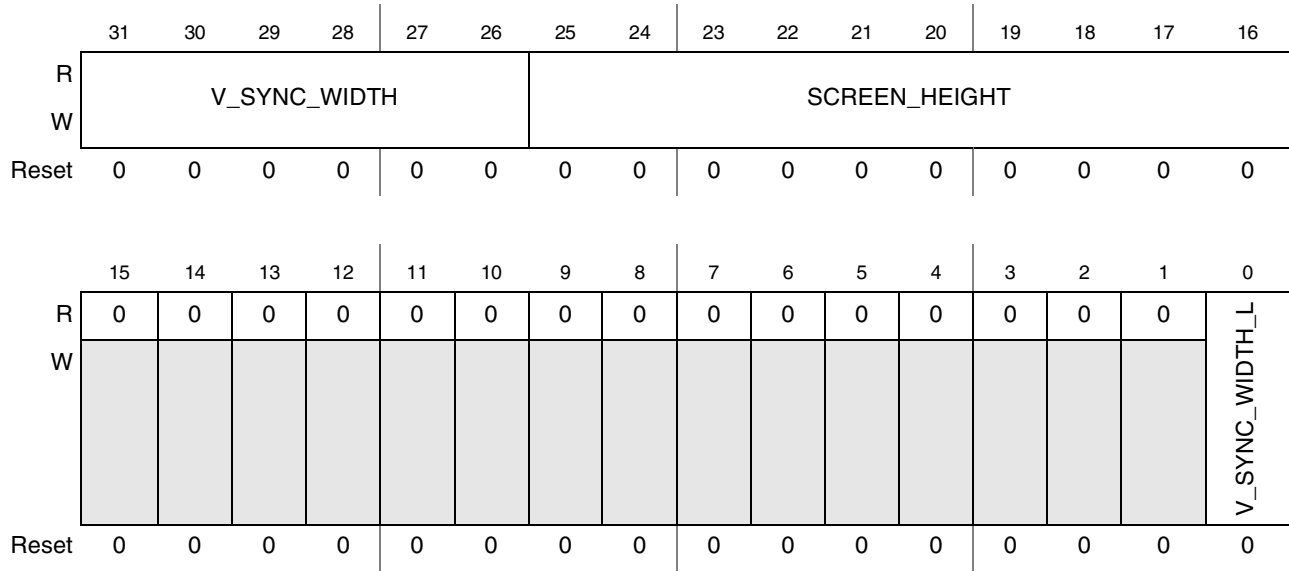 31 30 29 28 27 26 25 24 23 22 21 20 19 18 17 16
R
V_SYNC_WIDTH SCREEN_HEIGHT
W
Reset 0 0 0 0 0 0 0 0 0 0 0 0 0 0 0 0
15 14 13 12 11 10 9 8 7 6 5 4 3 2 1 0
R 0 0 0 0 0 0 0 0 0 0 0 0 0 0 0
V_SYNC_WIDTH_L
W
Reset 0 0 0 0 0 0 0 0 0 0 0 0 0 0 0 0